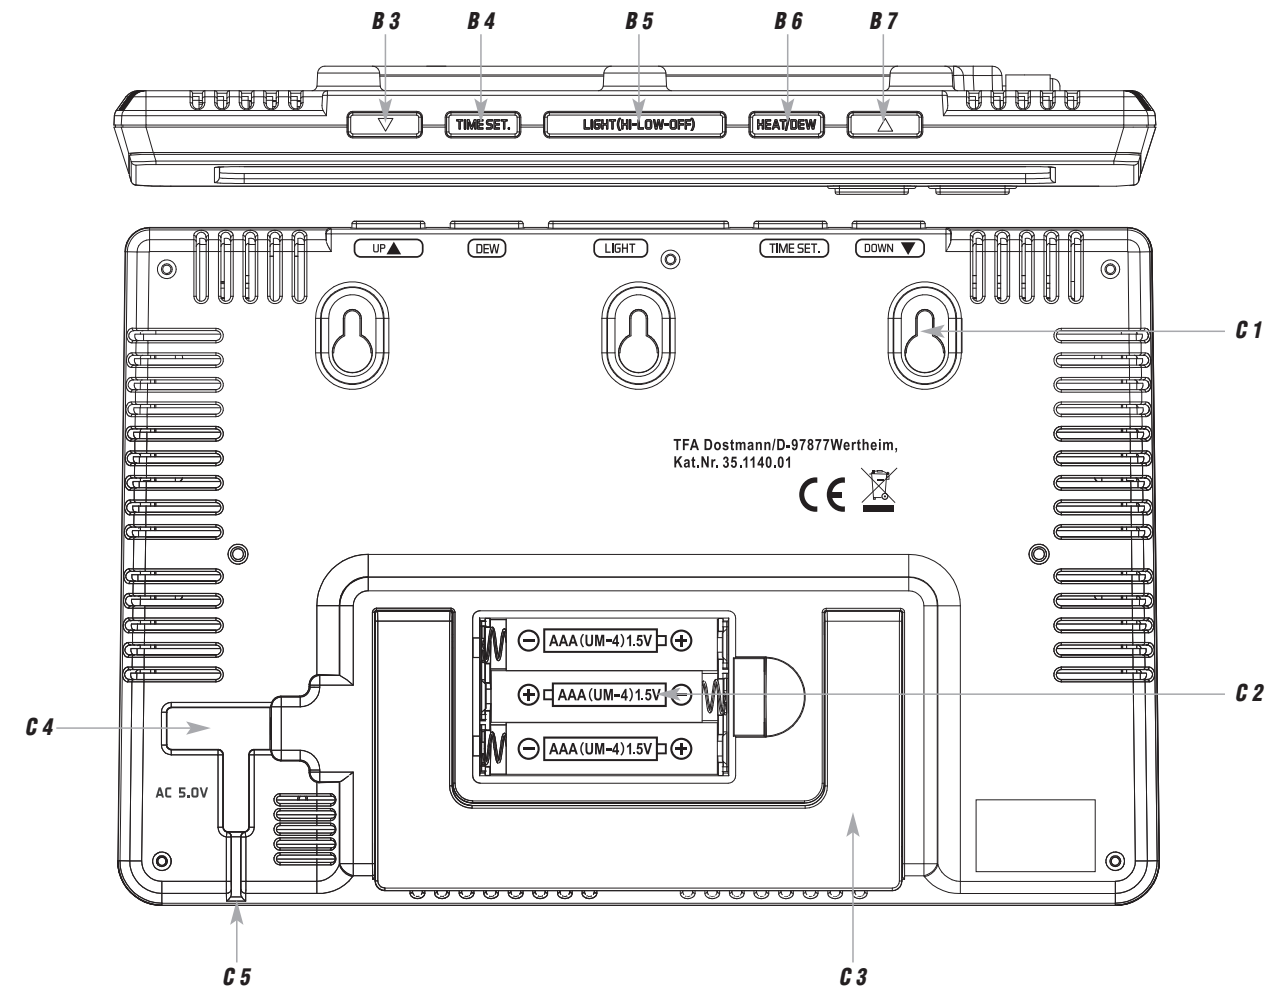 B 3 B 4 B 5 B 6 B 7
▽ TIME SET. LIGHT(HI-LOW-OFF) HEAT/DEW △
UP▲ DEW LIGHT TIME SET. DOWN ▼
C 1
TFA Dostmann/D-97877Wertheim,
Kat.Nr. 35.1140.01
CE
AAA(UM-4)1.5V
AAA(UM-4)1.5V
C 2
C 4
AAA(UM-4)1.5V
AC 5.0V
C 5
C 3